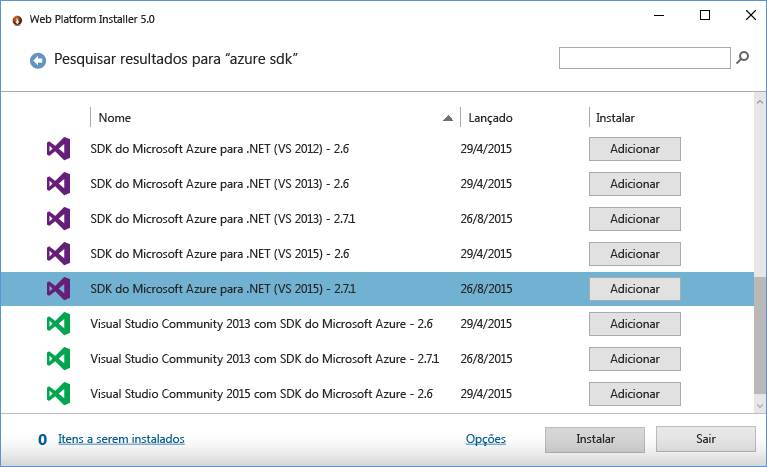 Web Platform Installer 5.0
Pesquisar resultados para “azure sdk”
Nome Lançado Instalar
SDK do Microsoft Azure para .NET (VS 2012) - 2.6 29/4/2015 Adicionar
SDK do Microsoft Azure para .NET (VS 2013) - 2.6 29/4/2015 Adicionar
SDK do Microsoft Azure para .NET (VS 2013) - 2.7.1 26/8/2015 Adicionar
SDK do Microsoft Azure para .NET (VS 2015) - 2.6 29/4/2015 Adicionar
SDK do Microsoft Azure para .NET (VS 2015) - 2.7.1 26/8/2015 Adicionar
Visual Studio Community 2013 com SDK do Microsoft Azure - 2.6 29/4/2015 Adicionar
Visual Studio Community 2013 com SDK do Microsoft Azure - 2.7.1 26/8/2015 Adicionar
Visual Studio Community 2015 com SDK do Microsoft Azure - 2.6 29/4/2015 Adicionar
0 Itens a serem instalados Opções Instalar Sair